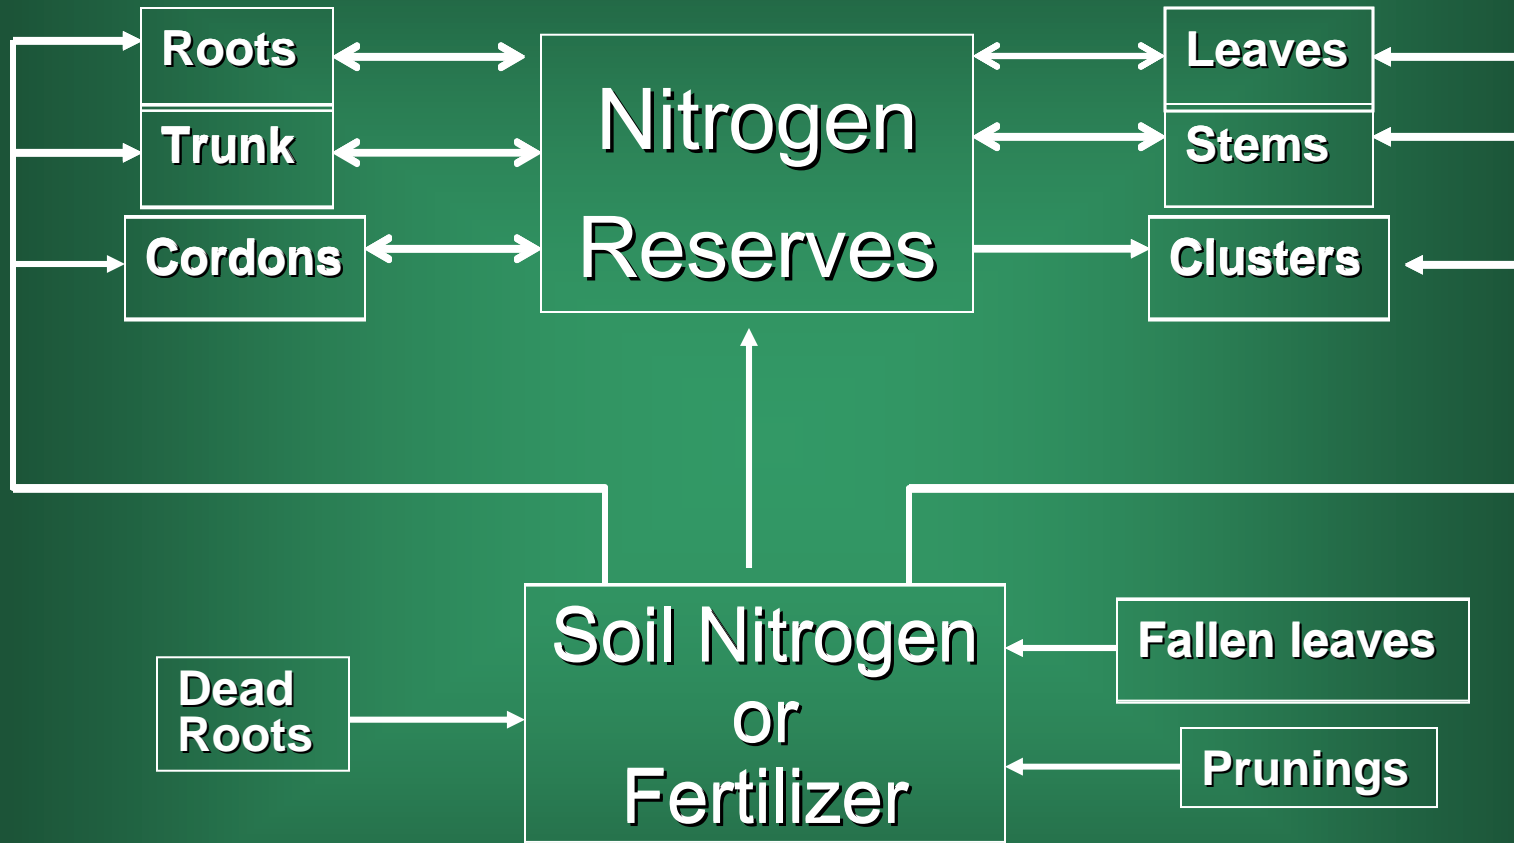 Roots
Trunk
Cordons
Nitrogen
Reserves
Leaves
Stems
Clusters
Soil Nitrogen
or
Fertilizer
Dead
Roots
Fallen leaves
Prunings